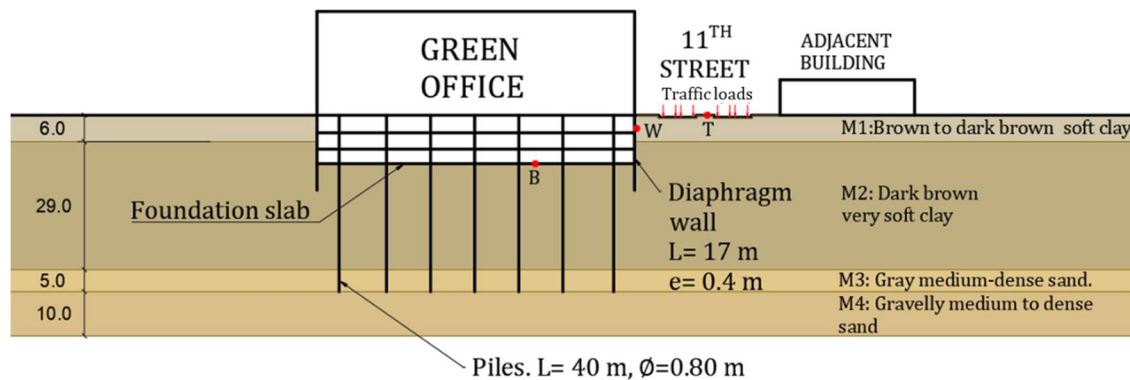 GREEN
OFFICE
11TH
STREET
Traffic loads
ADJACENT
BUILDING
6.0
W
T
M1:Brown to dark brown soft clay
B
29.0
Foundation slab
Diaphragm
wall
L= 17 m
e= 0.4 m
M2: Dark brown
very soft clay
5.0
M3: Gray medium-dense sand.
10.0
M4: Gravelly medium to dense
sand
Piles. L= 40 m, Ø=0.80 m